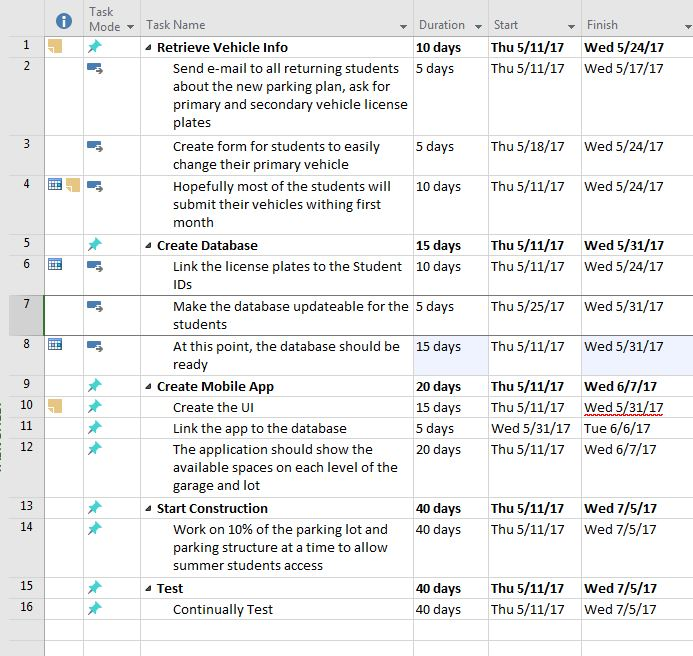 Task Mode Task Name Duration Start Finish
1 Retrieve Vehicle Info 10 days Thu 5/11/17 Wed 5/24/17
2 Send e-mail to all returning students 5 days Thu 5/11/17 Wed 5/17/17
about the new parking plan, ask for
primary and secondary vehicle license
plates
3 Create form for students to easily 5 days Thu 5/18/17 Wed 5/24/17
change their primary vehicle
4 Hopefully most of the students will 10 days Thu 5/11/17 Wed 5/24/17
submit their vehicles withing first
month
5 Create Database 15 days Thu 5/11/17 Wed 5/31/17
6 Link the license plates to the Student 10 days Thu 5/11/17 Wed 5/24/17
IDs
7 Make the database updateable for the 5 days Thu 5/25/17 Wed 5/31/17
students
8 At this point, the database should be 15 days Thu 5/11/17 Wed 5/31/17
ready
9 Create Mobile App 20 days Thu 5/11/17 Wed 6/7/17
10 Create the UI 15 days Thu 5/11/17 Wed 5/31/17
11 Link the app to the database 5 days Wed 5/31/17 Tue 6/6/17
12 The application should show the 20 days Thu 5/11/17 Wed 6/7/17
available spaces on each level of the
garage and lot
13 Start Construction 40 days Thu 5/11/17 Wed 7/5/17
14 Work on 10% of the parking lot and 40 days Thu 5/11/17 Wed 7/5/17
parking structure at a time to allow
summer students access
15 Test 40 days Thu 5/11/17 Wed 7/5/17
16 Continually Test 40 days Thu 5/11/17 Wed 7/5/17